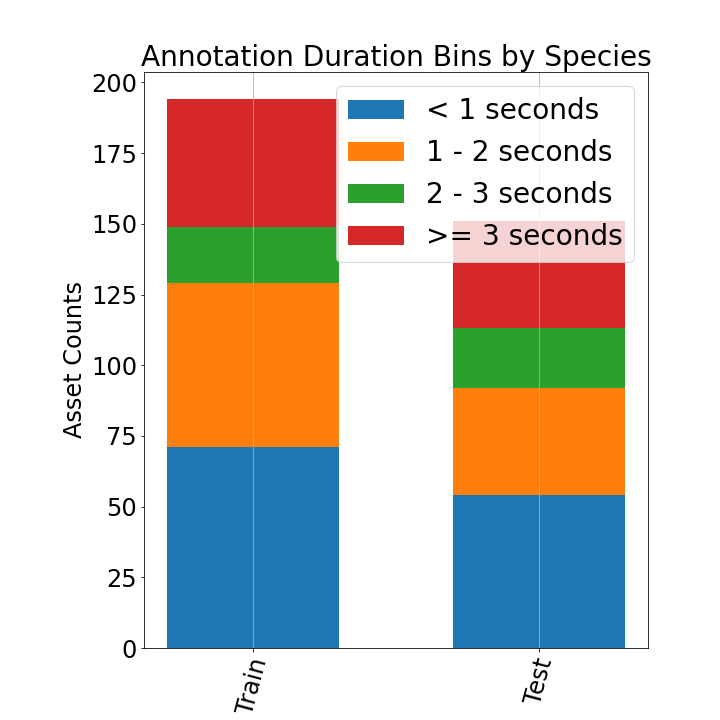 Annotation Duration Bins by Species
200
175
150
125
100
75
50
25
0
Asset Counts
< 1 seconds
1 - 2 seconds
2 - 3 seconds
>= 3 seconds
Train
Test